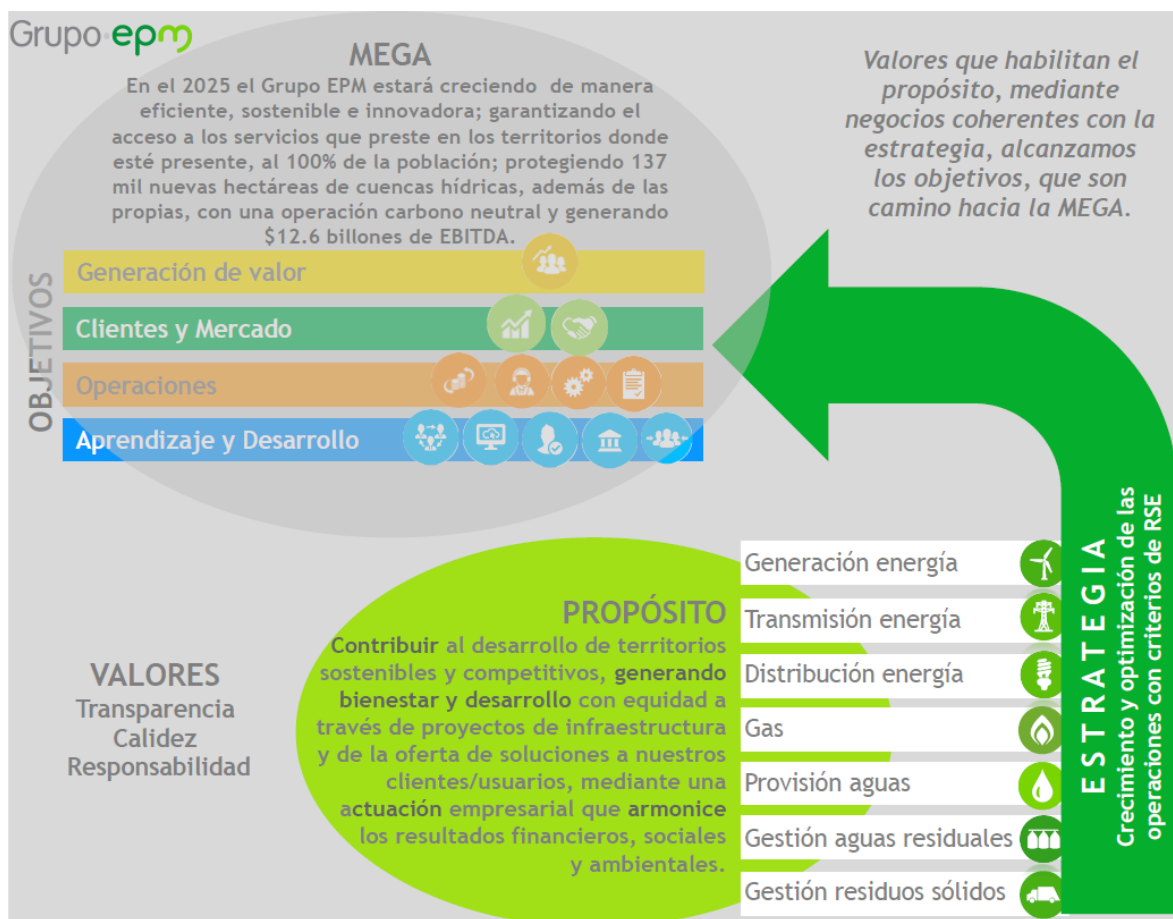 Grupo·epm
MEGA
En el 2025 el Grupo EPM estará creciendo de manera
eficiente, sostenible e innovadora; garantizando el
acceso a los servicios que preste en los territorios donde
esté presente, al 100% de la población; protegiendo 137
mil nuevas hectáreas de cuencas hídricas, además de las
propias, con una operación carbono neutral y generando
$12.6 billones de EBITDA.
Valores que habilitan el
propósito, mediante
negocios coherentes con la
estrategia, alcanzamos
los objetivos, que son
camino hacia la MEGA.
OBJETIVOS
Generación de valor
Clientes y Mercado
Operaciones
Aprendizaje y Desarrollo
VALORES
Transparencia
Calidez
Responsabilidad
PROPÓSITO
Contribuir al desarrollo de territorios
sostenibles y competitivos, generando
bienestar y desarrollo con equidad a
través de proyectos de infraestructura
y de la oferta de soluciones a nuestros
clientes/usuarios, mediante una
actuación empresarial que armonice
los resultados financieros, sociales
y ambientales.
Generación energía
Transmisión energía
Distribución energía
Gas
Provisión aguas
Gestión aguas residuales
Gestión residuos sólidos
ESTRATEGIA
Crecimiento y optimización de las
operaciones con criterios de RSE